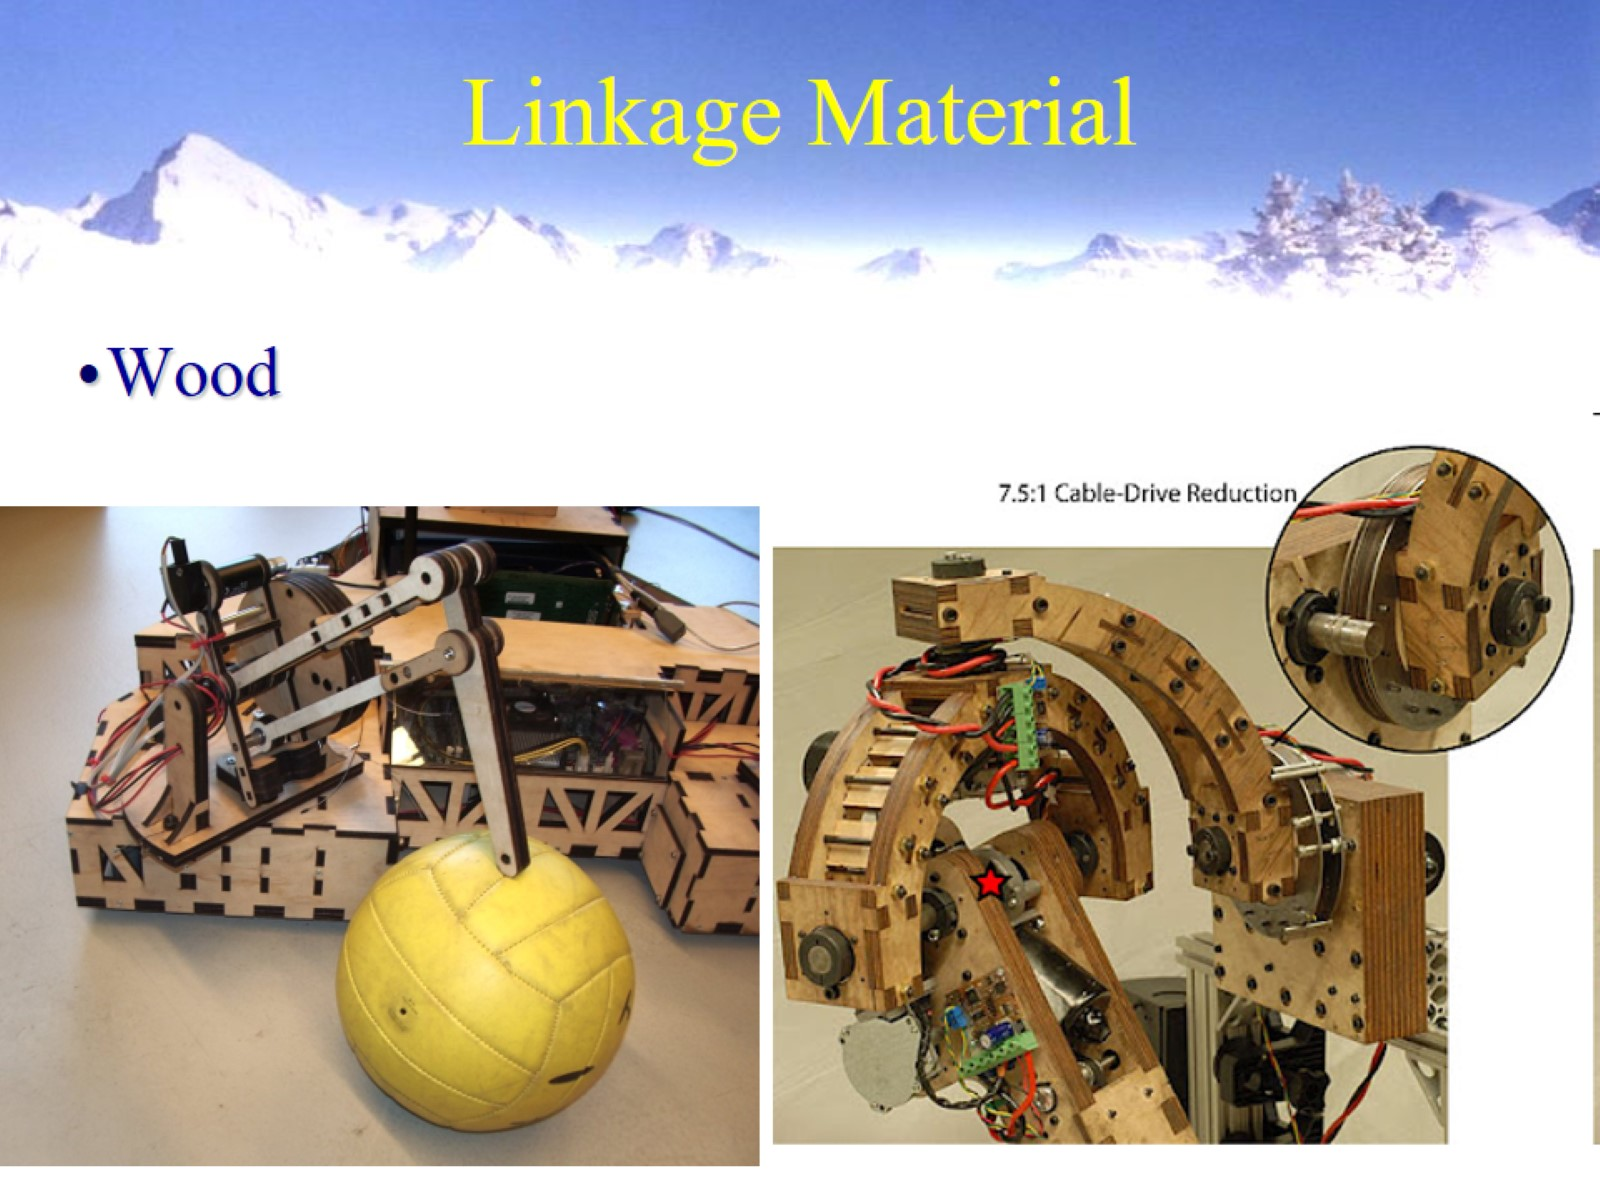 Linkage Material
•Wood
7.5:1 Cable-Drive Reduction